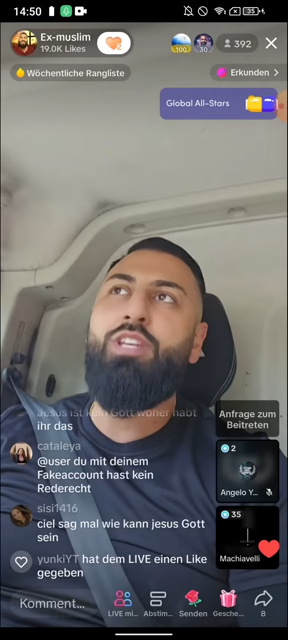 14:50
35
Ex-muslim
19.0K Likes
100
30
392
Wöchentliche Rangliste
Erkunden
Global All-Stars
Jesus ist kein Gott woher habt
ihr das
Anfrage zum
Beitreten
cataleya
@user du mit deinem
Fakeaccount hast kein
Rederecht
2
Angelo Y...
sisi1416
ciel sag mal wie kann jesus Gott
sein
35
Machiavelli
yunkiYT hat dem LIVE einen Like
gegeben
Komment...
LIVE mi...
Abstim...
Senden
Gesche...
8